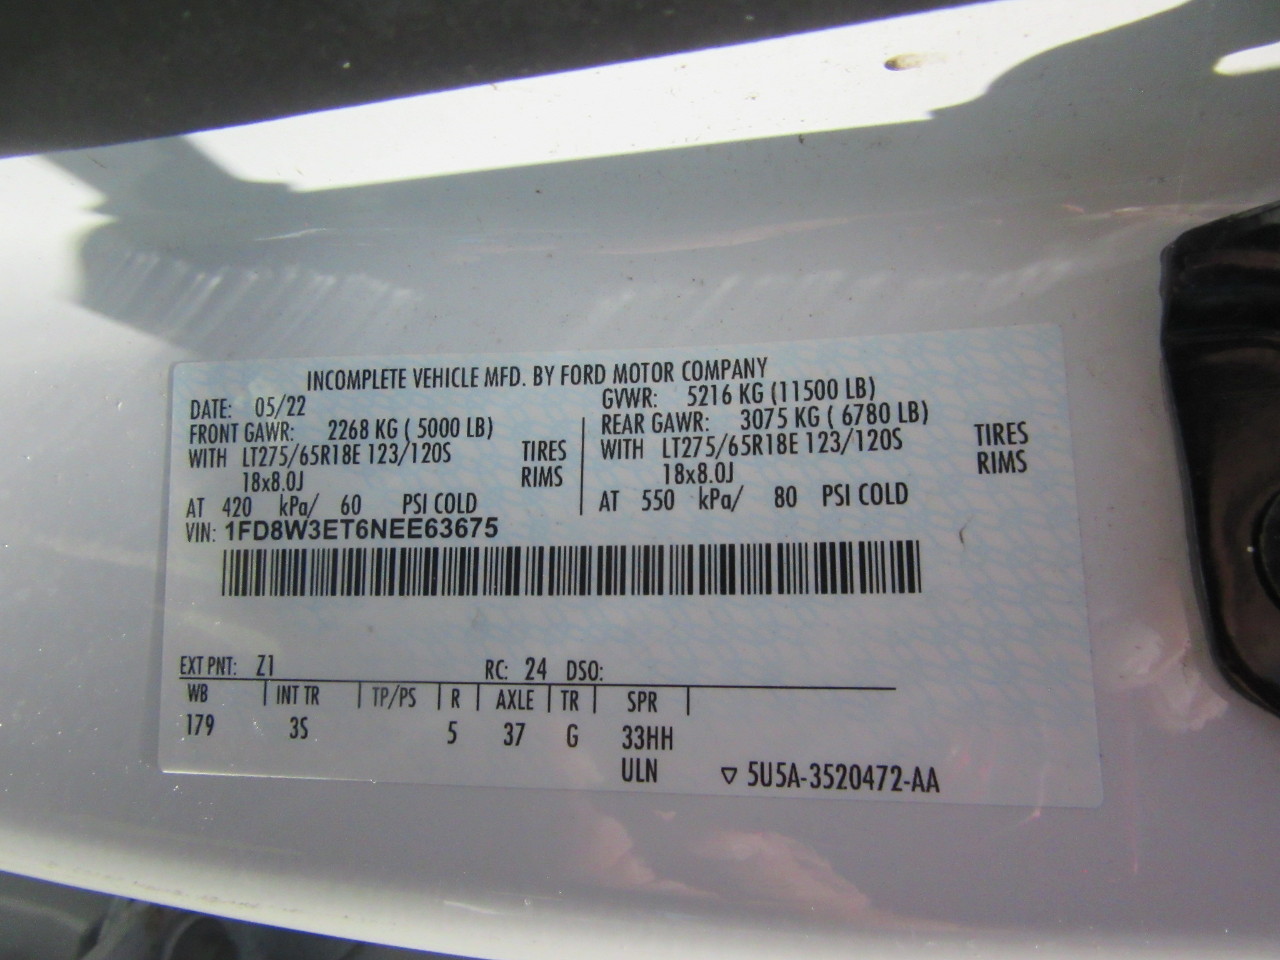 INCOMPLETE VEHICLE MFD. BY FORD MOTOR COMPANY
DATE: 05/22 GVWR: 5216 KG (11500 LB)
FRONT GAWR: 2268 KG ( 5000 LB) REAR GAWR: 3075 KG ( 6780 LB)
WITH LT275/65R18E 123/120S TIRES WITH LT275/65R18E 123/120S TIRES
18x8.0J RIMS 18x8.0J RIMS
AT 420 kPa/ 60 PSI COLD AT 550 kPa/ 80 PSI COLD
VIN: 1FD8W3ET6NEE63675
EXT PNT: Z1 RC: 24 DSO:
WB INT TR TP/PS R AXLE TR SPR
179 3S 5 37 G 33HH
ULN ▽ 5U5A-3520472-AA